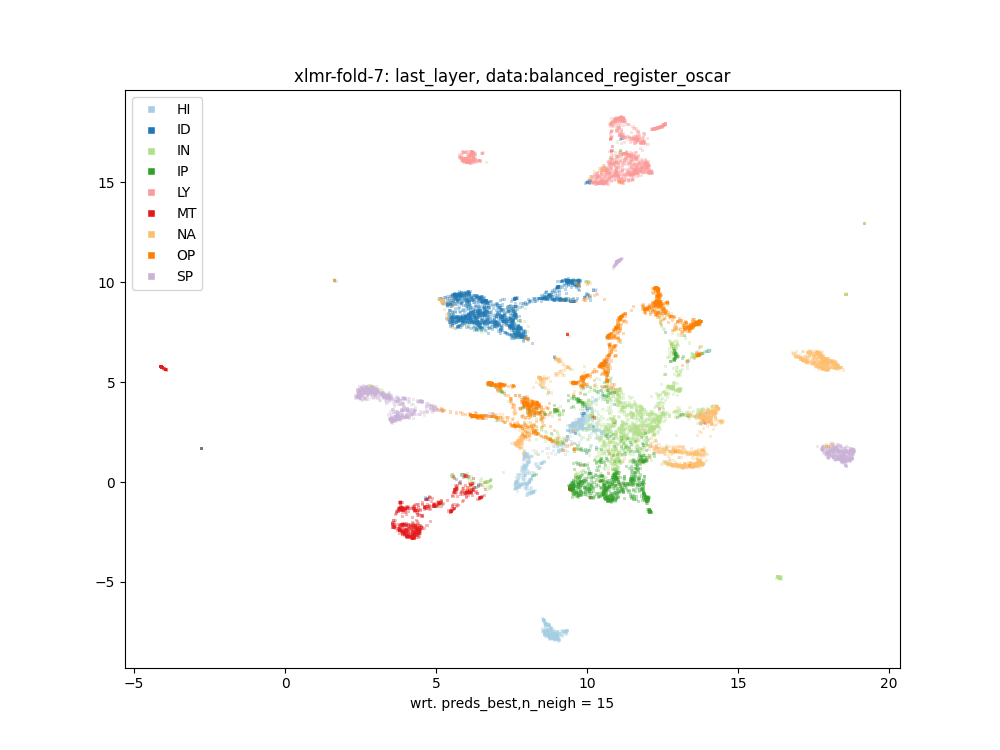 xlmr-fold-7: last_layer, data:balanced_register_oscar
HI
ID
IN
IP
LY
MT
NA
OP
SP
15
10
5
0
−5
−5
0
5
10
15
20
wrt. preds_best,n_neigh = 15